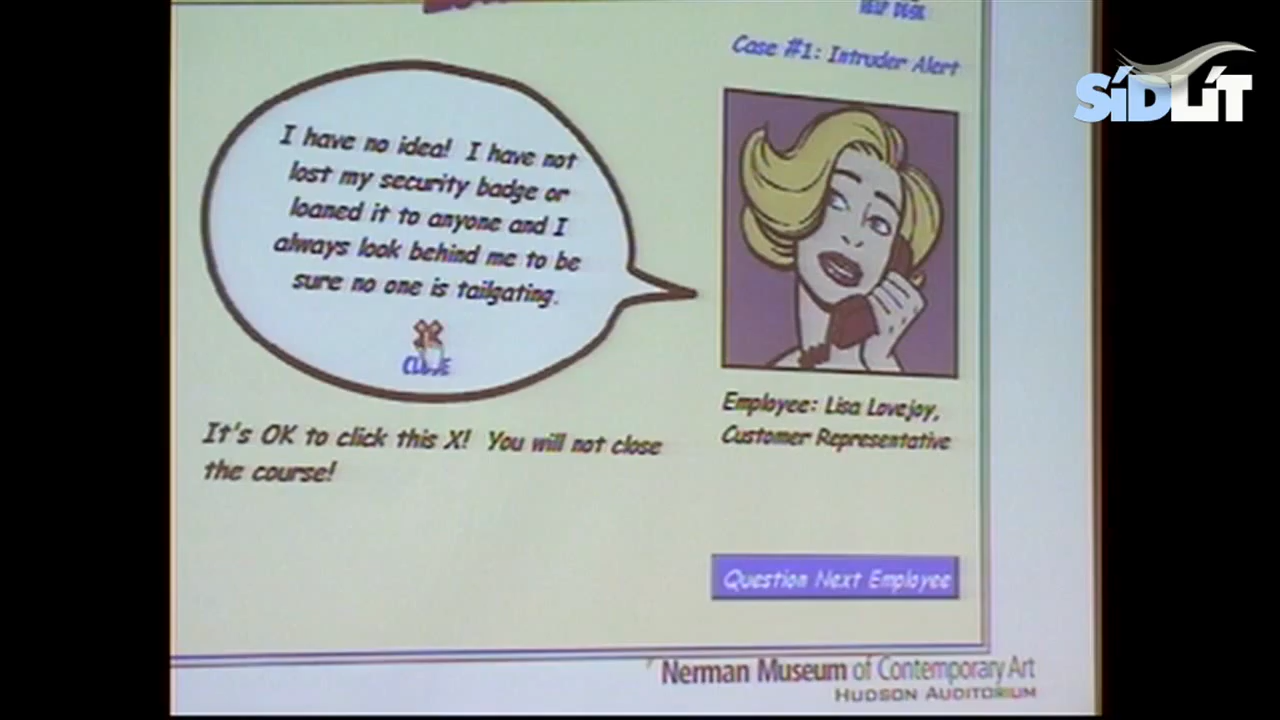 HELP DESK
Case #1: Intruder Alert
SiDLiT
I have no idea! I have not
lost my security badge or
loaned it to anyone and I
always look behind me to be
sure no one is tailgating.
X
CLOSE
Employee: Lisa Lovejoy,
Customer Representative
It's OK to click this X! You will not close
the course!
Question Next Employee
Nerman Museum of Contemporary Art
HUDSON AUDITORIUM